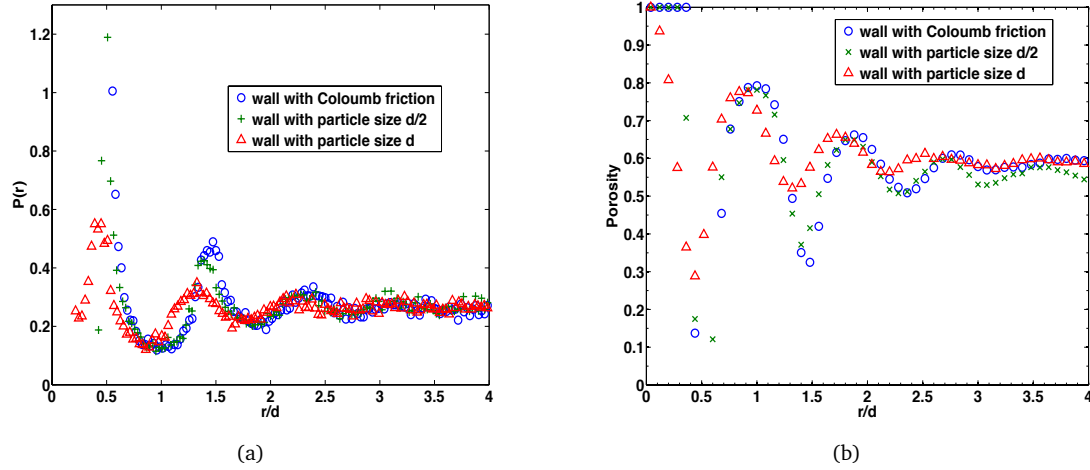 P(r)
1.2
1
0.8
0.6
0.4
0.2
0
wall with Coloumb friction
wall with particle size d/2
wall with particle size d
0 0.5 1 1.5 2 2.5 3 3.5 4
r/d
(a)
Porosity
1
0.9
0.8
0.7
0.6
0.5
0.4
0.3
0.2
0.1
0
wall with Coloumb friction
wall with particle size d/2
wall with particle size d
0 0.5 1 1.5 2 2.5 3 3.5 4
r/d
(b)